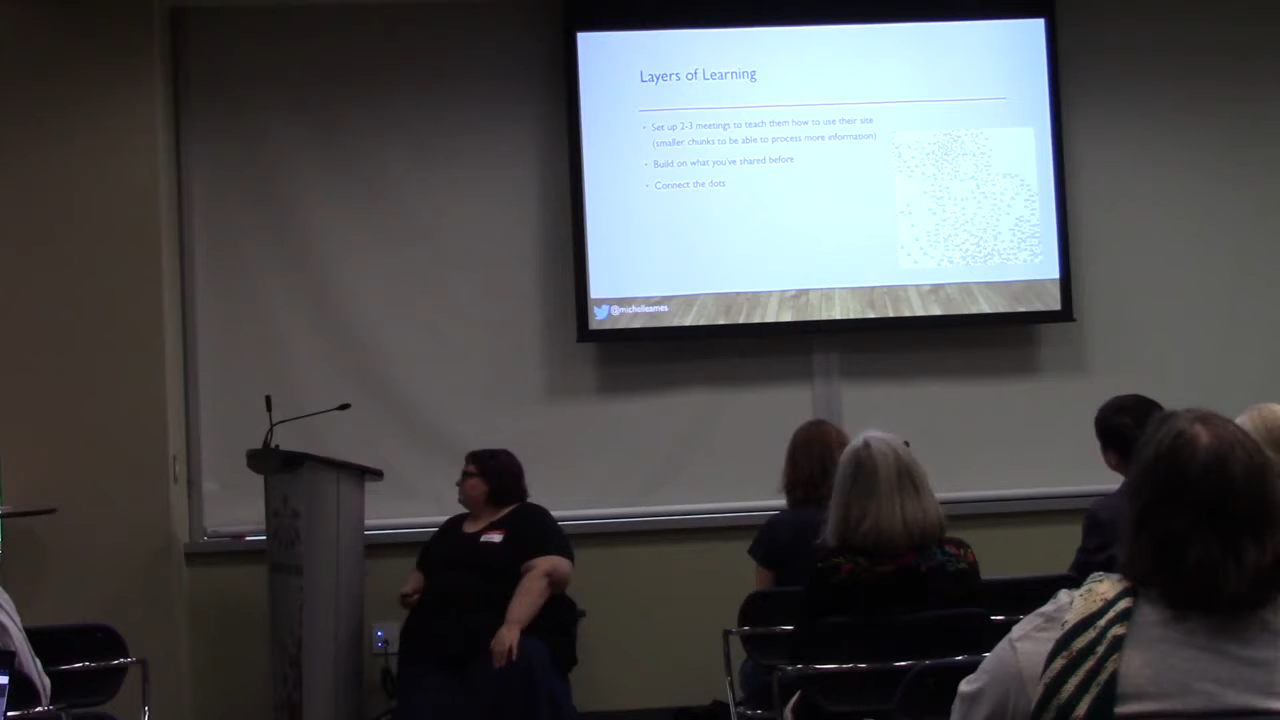 Layers of Learning
• Set up 2-3 meetings to teach them how to use their site
(smaller chunks to be able to process more information)
• Build on what you've shared before
• Connect the dots
@michelleames